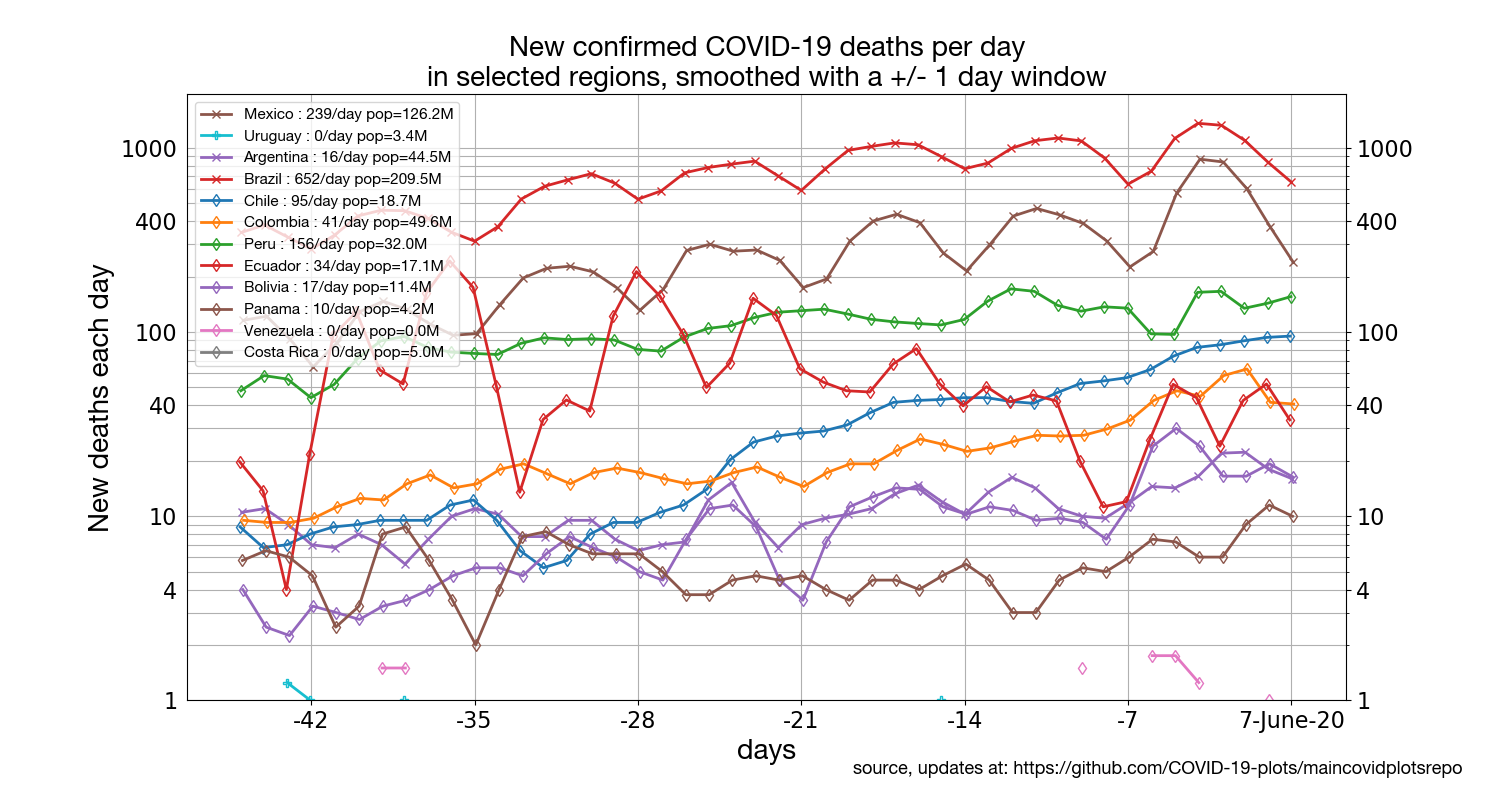 New confirmed COVID-19 deaths per day
in selected regions, smoothed with a +/- 1 day window
Mexico : 239/day pop=126.2M
Uruguay : 0/day pop=3.4M
Argentina : 16/day pop=44.5M
Brazil : 652/day pop=209.5M
Chile : 95/day pop=18.7M
Colombia : 41/day pop=49.6M
Peru : 156/day pop=32.0M
Ecuador : 34/day pop=17.1M
Bolivia : 17/day pop=11.4M
Panama : 10/day pop=4.2M
Venezuela : 0/day pop=0.0M
Costa Rica : 0/day pop=5.0M
New deaths each day
1000
400
100
40
10
4
1
1000
400
100
40
10
4
1
-42 -35 -28 -21 -14 -7 7-June-20
days
source, updates at: https://github.com/COVID-19-plots/maincovidplotsrepo